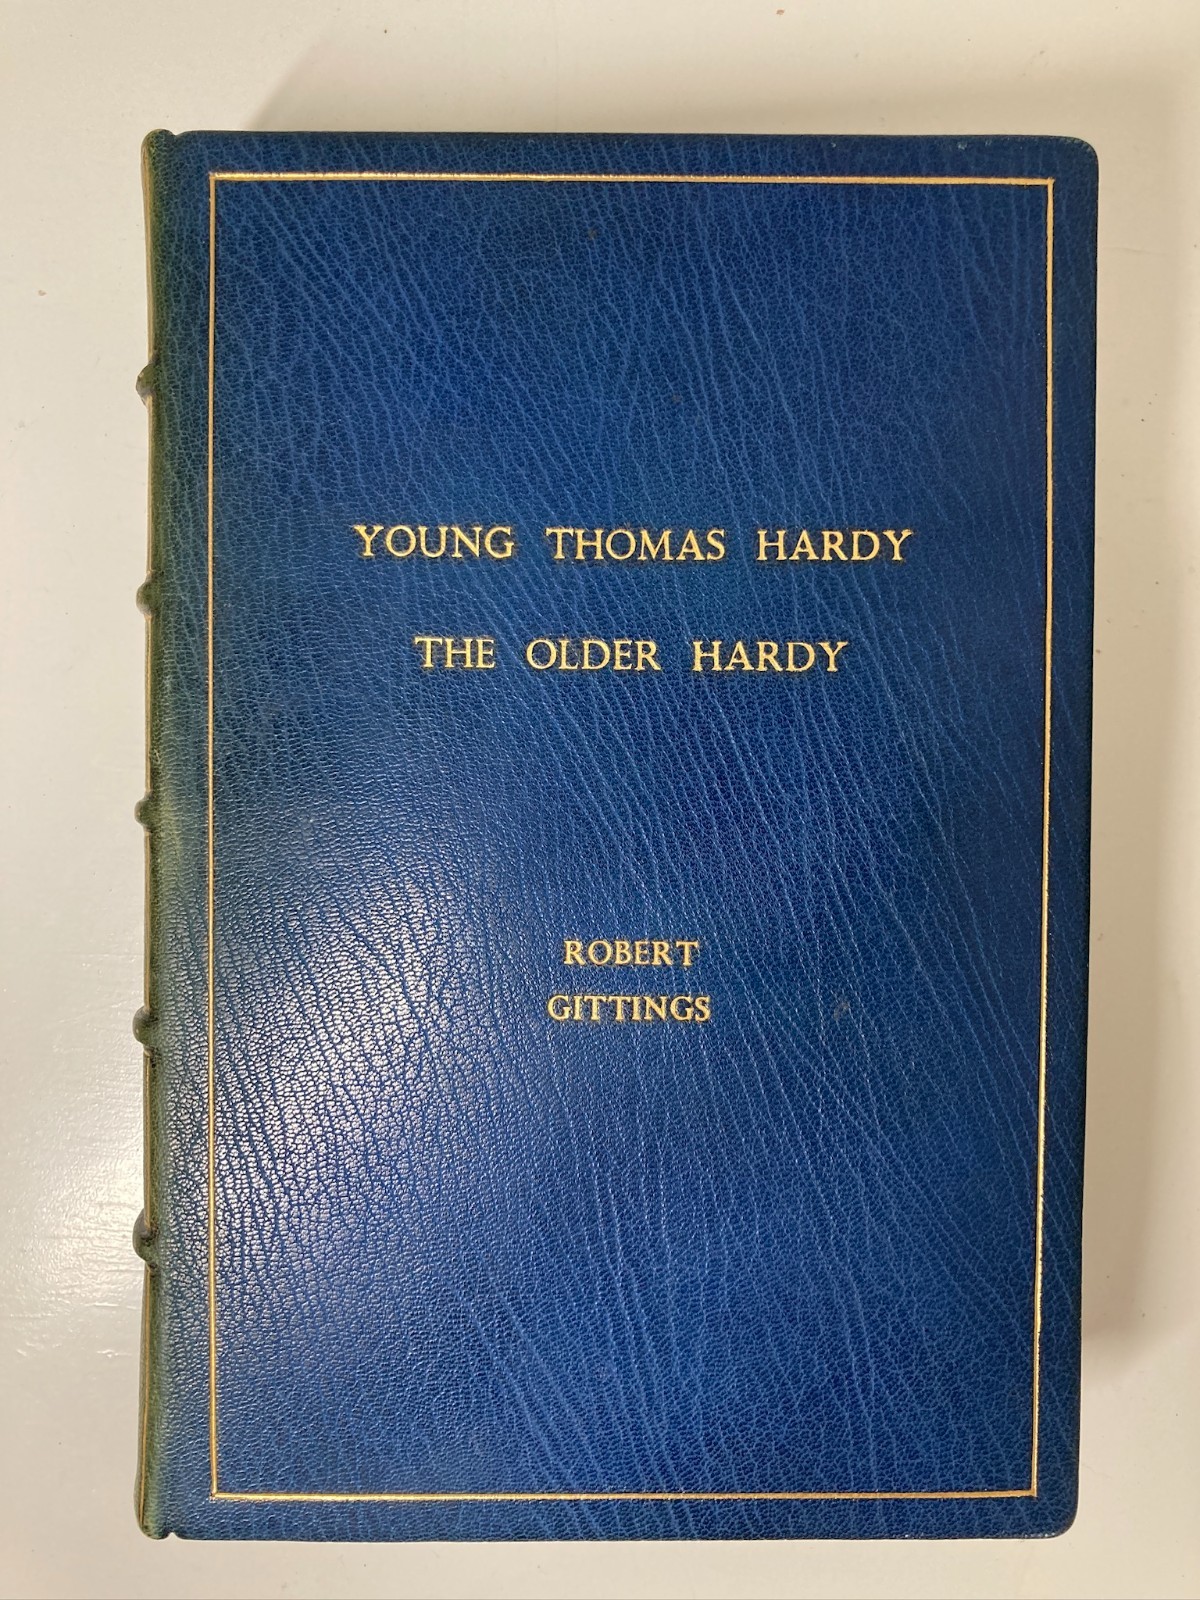 YOUNG THOMAS HARDY
THE OLDER HARDY
ROBERT
GITTINGS